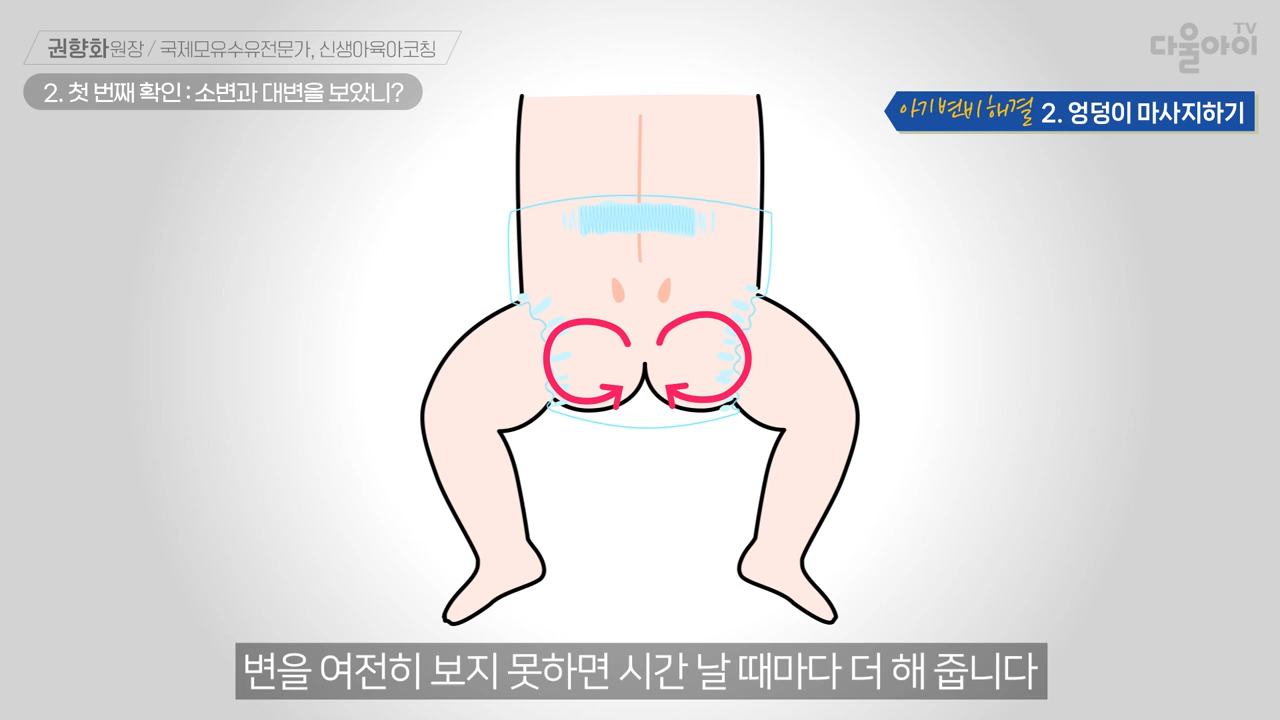 권향화원장 / 국제모유수유전문가, 신생아육아코칭
다울아이 TV
2. 첫 번째 확인 : 소변과 대변을 보았니?
아기 변비 해결 2. 엉덩이 마사지하기
변을 여전히 보지 못하면 시간 날 때마다 더 해 줍니다